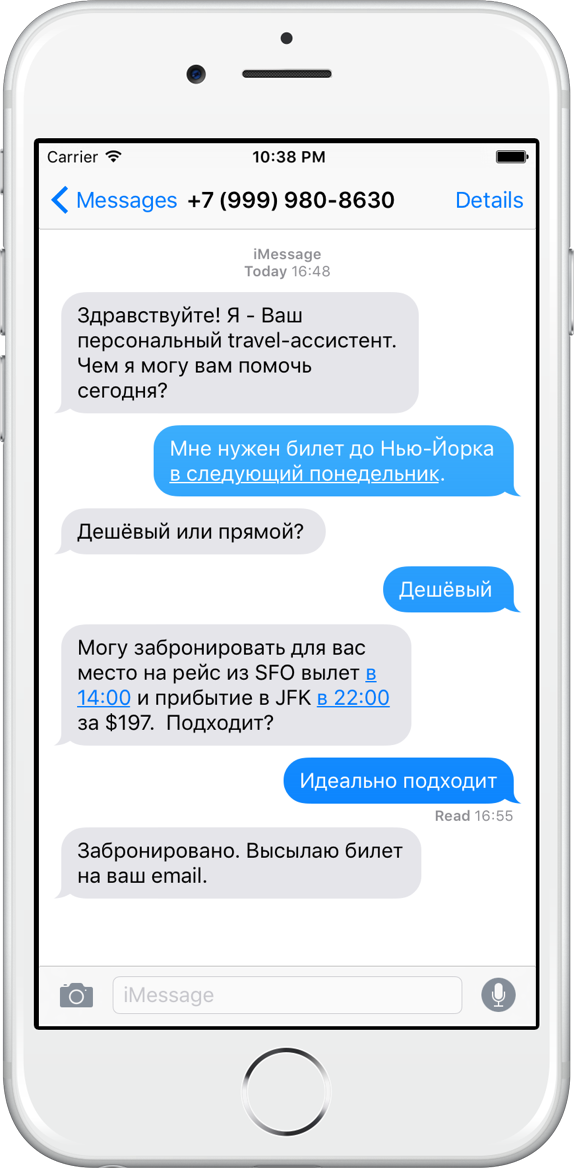 Carrier 10:38 PM
Messages +7 (999) 980-8630 Details
iMessage
Today 16:48
Здравствуйте! Я - Ваш
персональный travel-ассистент.
Чем я могу вам помочь
сегодня?
Мне нужен билет до Нью-Йорка
в следующий понедельник.
Дешёвый или прямой?
Дешёвый
Могу забронировать для вас
место на рейс из SFO вылет в
14:00 и прибытие в JFK в 22:00
за $197. Подходит?
Идеально подходит
Read 16:55
Забронировано. Высылаю билет
на ваш email.
iMessage